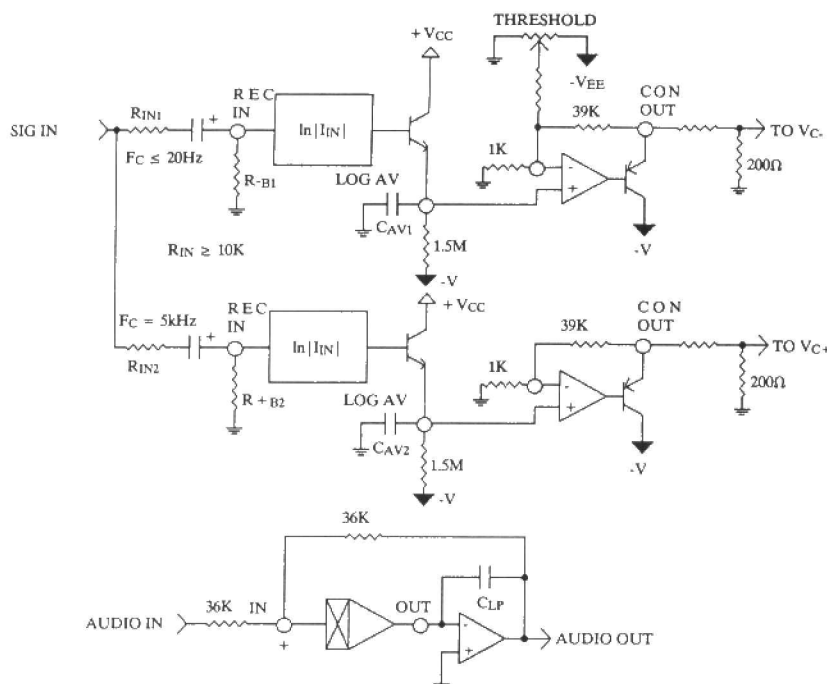 THRESHOLD
+ VCC
-VEE
CON
OUT
REC
IN
RIN1
+
39K
SIG IN
ln|IIN|
TO VC-
1K
FC ≤ 20Hz
R-B1
LOG AV
-
+
200Ω
CAV1
-V
RIN ≥ 10K
1.5M
-V
+ VCC
FC = 5kHz
REC
IN
+
CON
OUT
39K
ln|IIN|
TO VC+
RIN2
1K
R+B2
LOG AV
-
+
200Ω
CAV2
-V
1.5M
-V
36K
CLP
36K
IN
OUT
AUDIO IN
+
-
+
AUDIO OUT